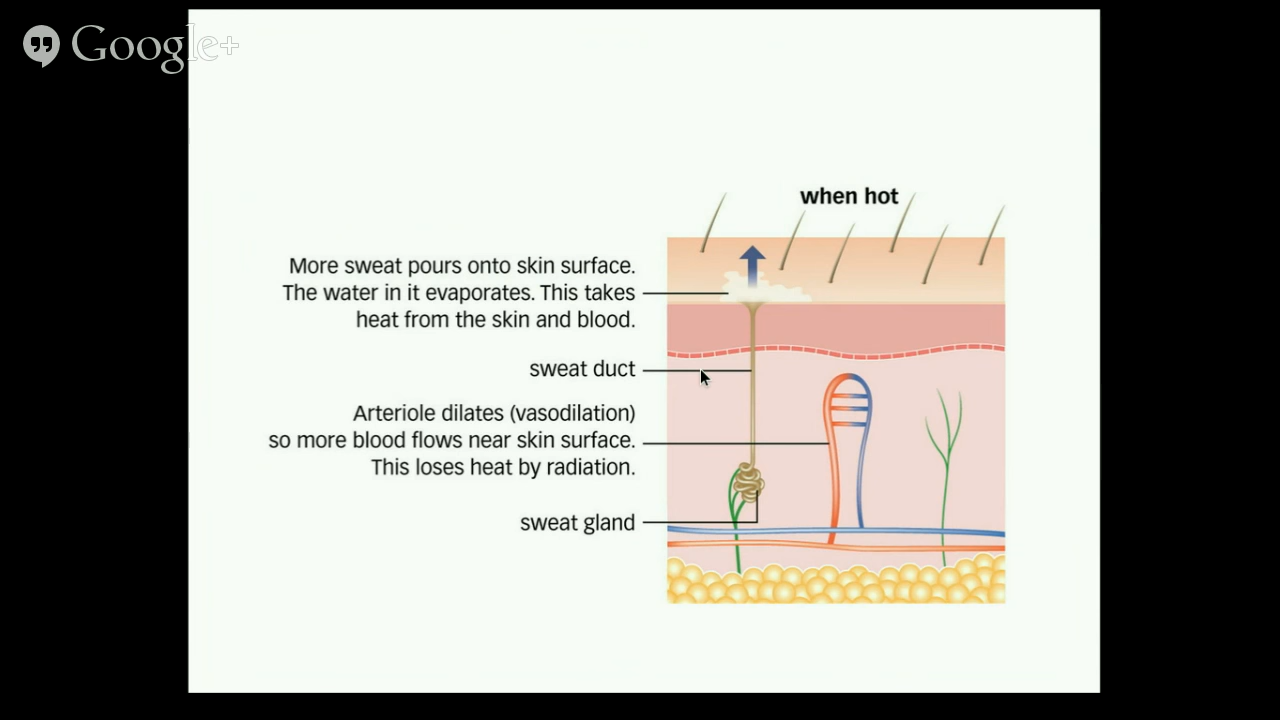 Google+
when hot
More sweat pours onto skin surface.
The water in it evaporates. This takes
heat from the skin and blood.
sweat duct
Arteriole dilates (vasodilation)
so more blood flows near skin surface.
This loses heat by radiation.
sweat gland